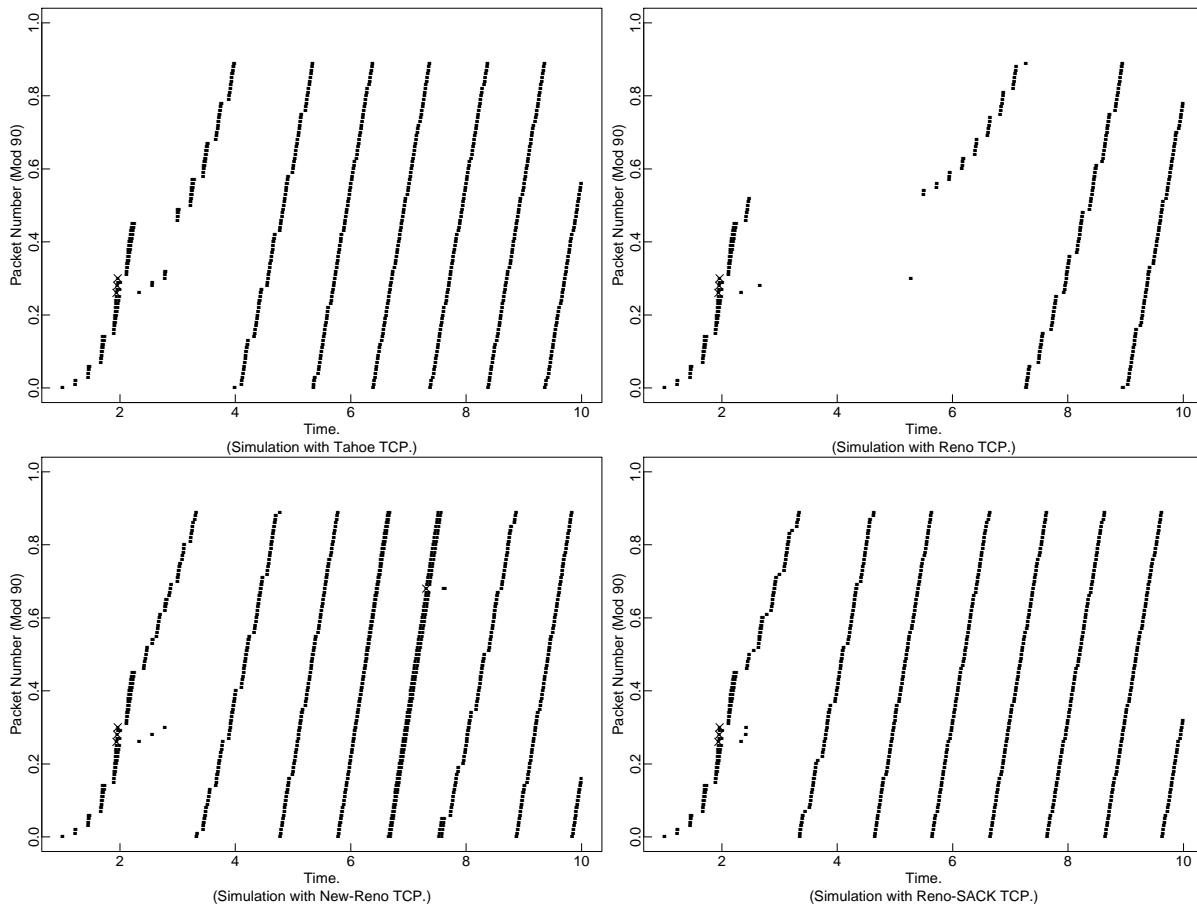 1.0
0.8
0.6
0.4
0.2
0.0
Packet Number (Mod 90)
2 4 6 8 10
Time.
(Simulation with Tahoe TCP.)
1.0
0.8
0.6
0.4
0.2
0.0
Packet Number (Mod 90)
2 4 6 8 10
Time.
(Simulation with Reno TCP.)
1.0
0.8
0.6
0.4
0.2
0.0
Packet Number (Mod 90)
2 4 6 8 10
Time.
(Simulation with New-Reno TCP.)
1.0
0.8
0.6
0.4
0.2
0.0
Packet Number (Mod 90)
2 4 6 8 10
Time.
(Simulation with Reno-SACK TCP.)